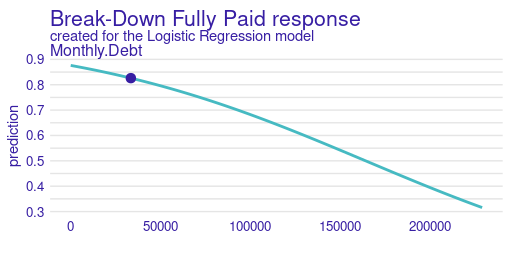 Break-Down Fully Paid response
created for the Logistic Regression model
Monthly.Debt
0.9
0.8
0.7
0.6
0.5
0.4
0.3
prediction
0 50000 100000 150000 200000